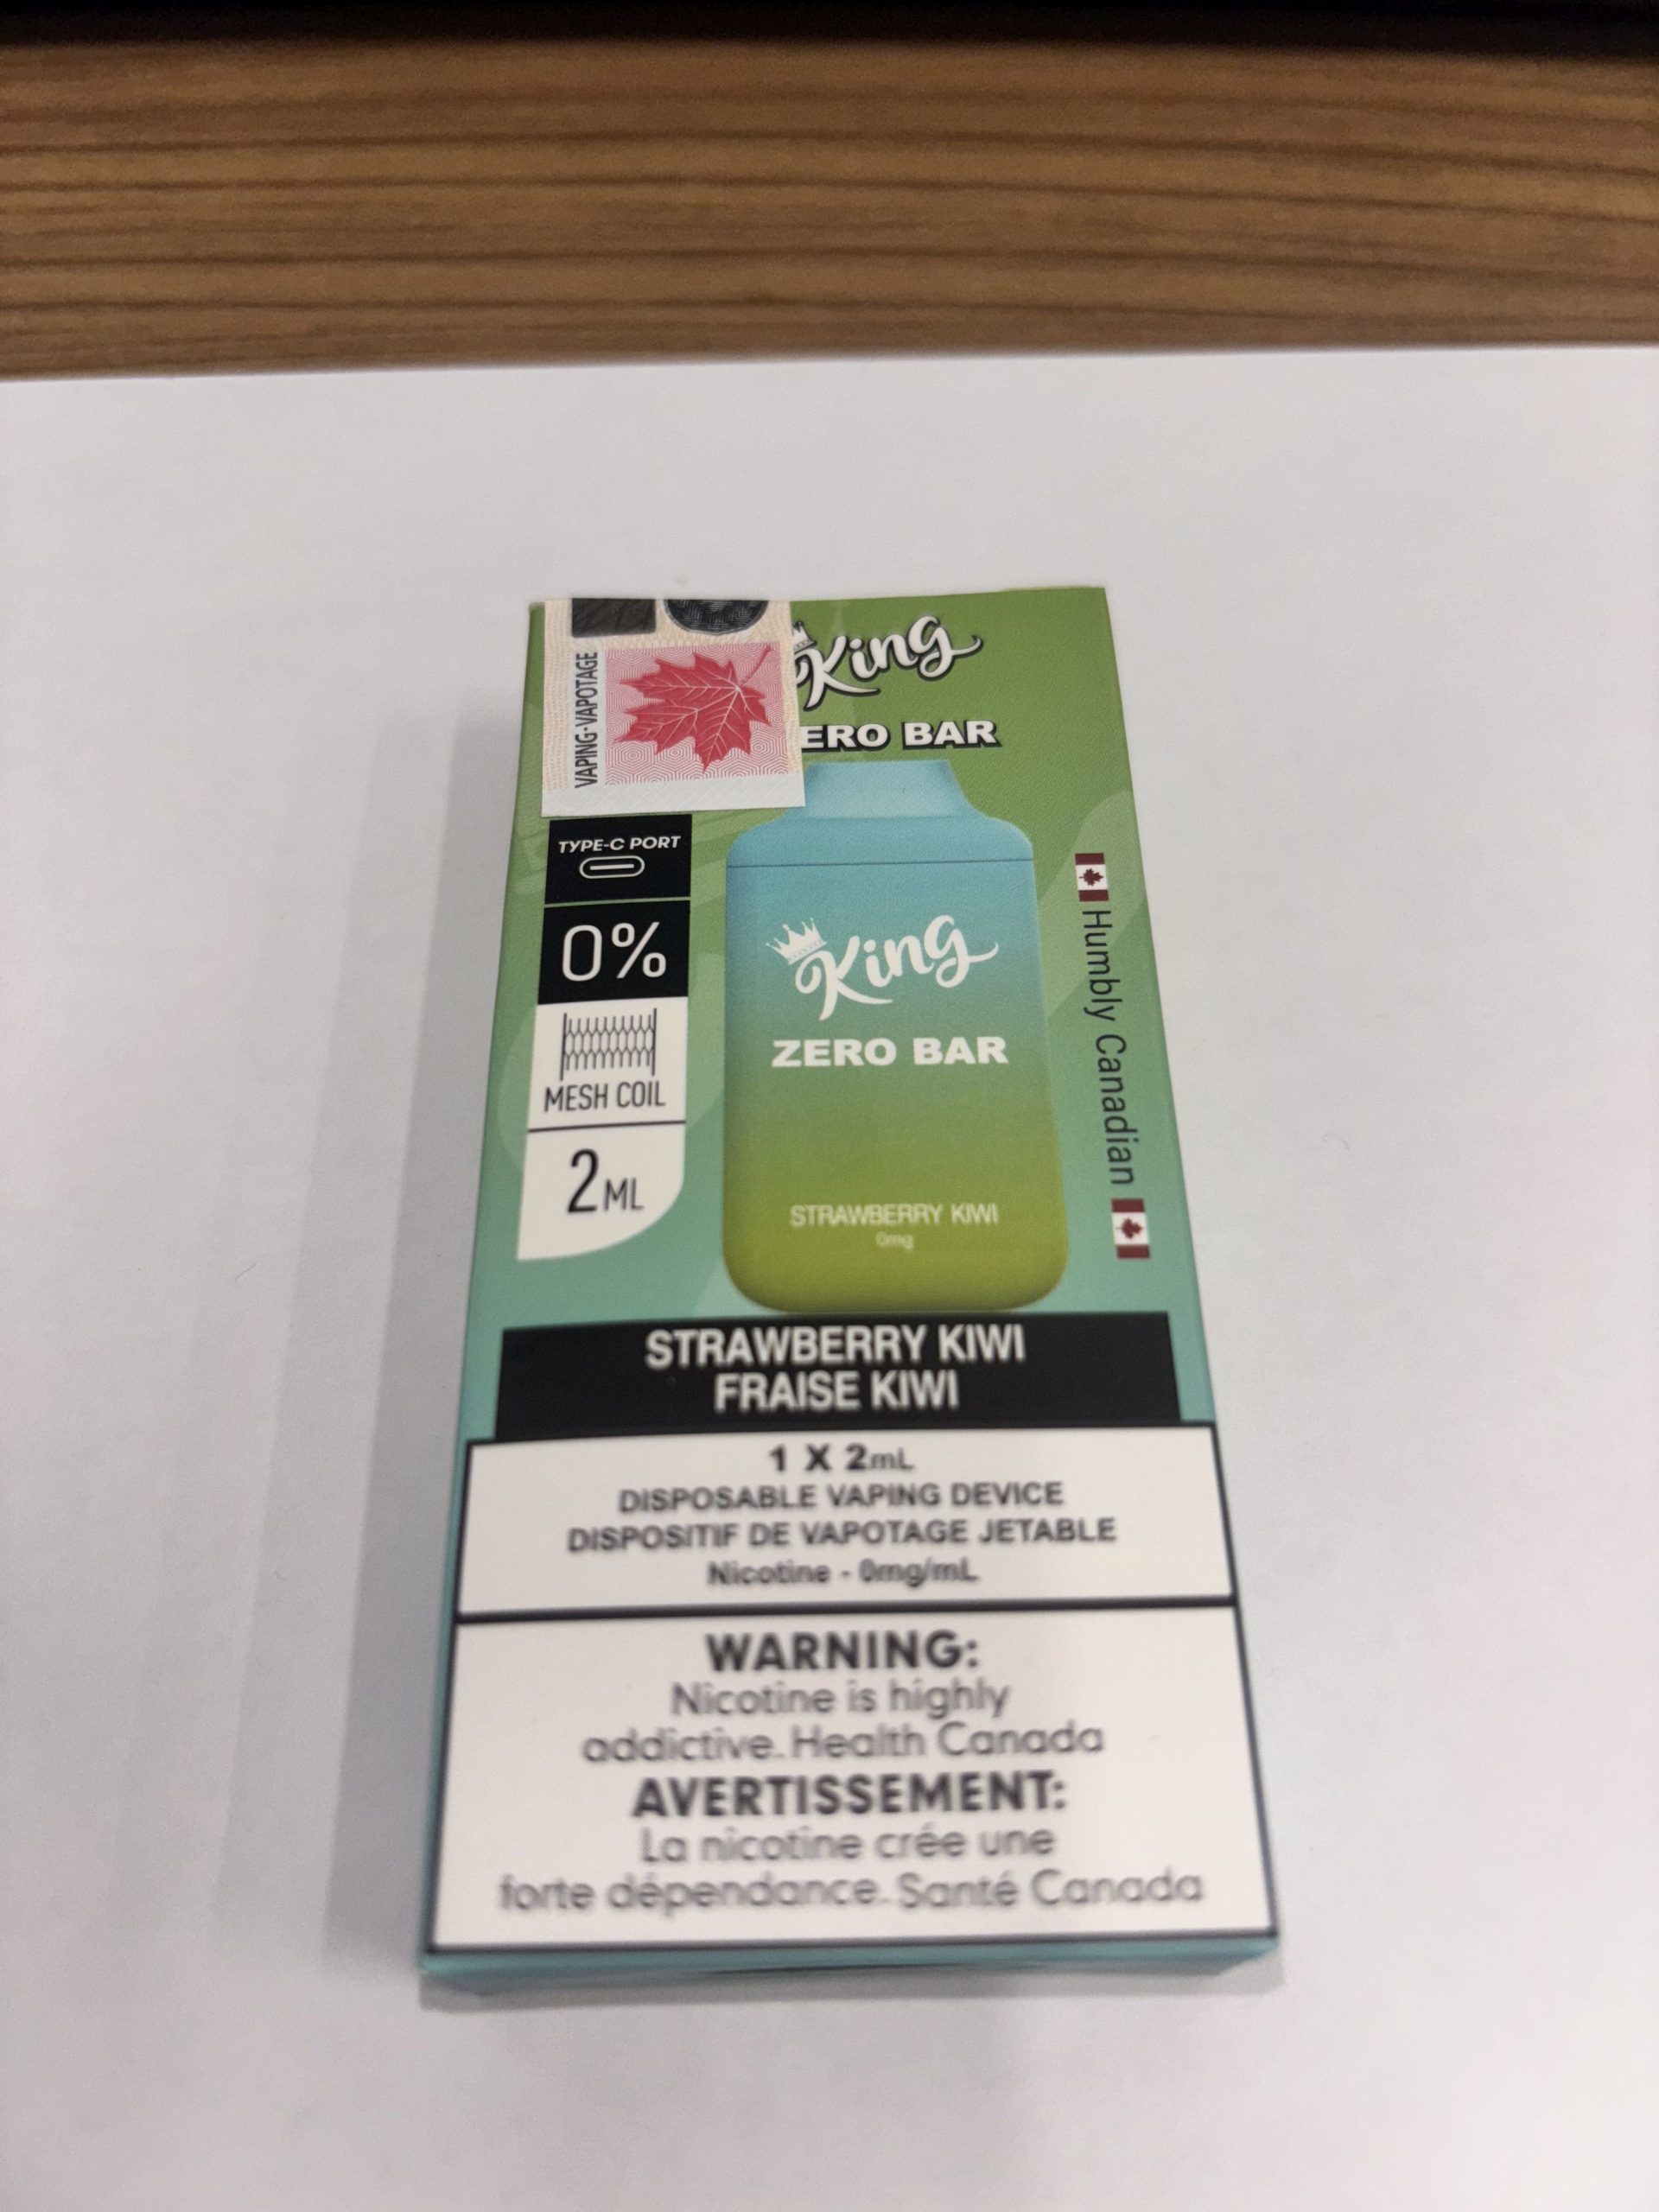 King
ERO BAR
VAPING-VAPOTAGE
TYPE-C PORT
0%
MESH COIL
2ML
King
ZERO BAR
STRAWBERRY KIWI
0mg
Humbly Canadian
STRAWBERRY KIWI
FRAISE KIWI
1 X 2mL
DISPOSABLE VAPING DEVICE
DISPOSITIF DE VAPOTAGE JETABLE
Nicotine - 0mg/mL
WARNING:
Nicotine is highly
addictive. Health Canada
AVERTISSEMENT:
La nicotine crée une
forte dépendance. Santé Canada